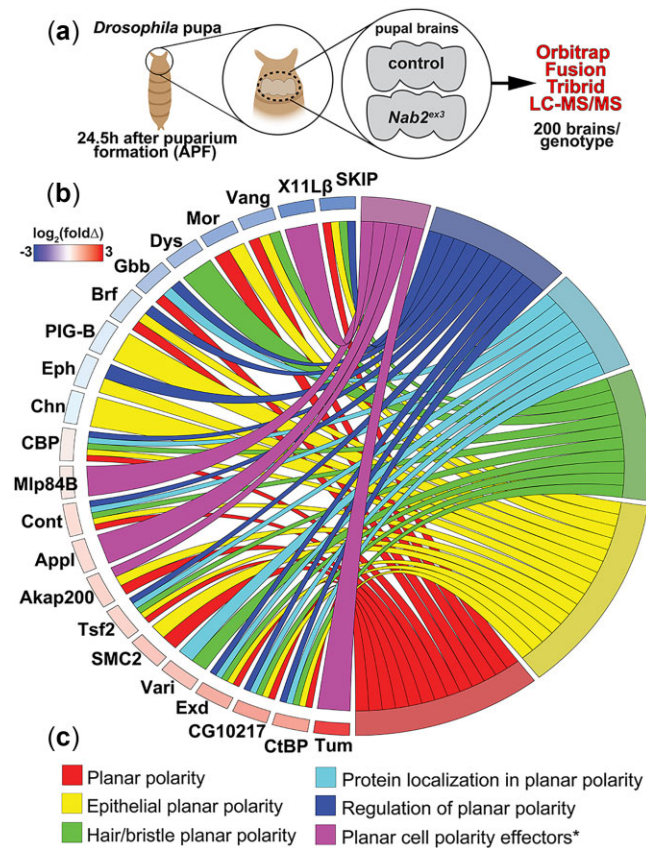 (a)
Drosophila pupa
24.5h after puparium
formation (APF)
pupal brains
control
Nab2ex3
Orbitrap
Fusion
Tribrid
LC-MS/MS
200 brains/
genotype
(b)
log2(foldΔ)
-3
3
SKIP
X11Lβ
Vang
Mor
Dys
Gbb
Brf
PIG-B
Eph
Chn
CBP
Mlp84B
Cont
Appl
Akap200
Tsf2
SMC2
Vari
Exd
CG10217
CtBP
Tum
(c)
Planar polarity
Epithelial planar polarity
Hair/bristle planar polarity
Protein localization in planar polarity
Regulation of planar polarity
Planar cell polarity effectors*